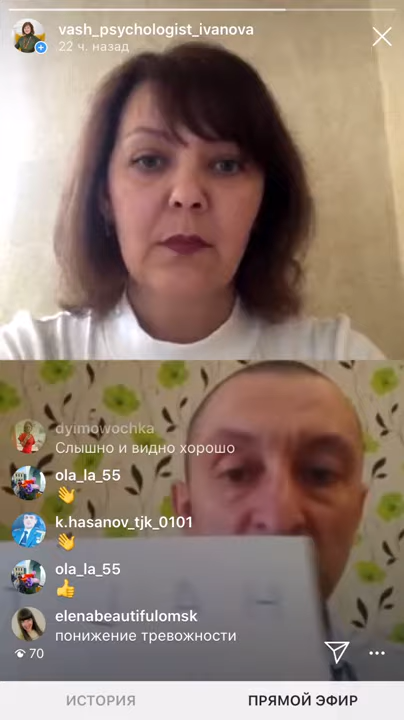 vash_psychologist_ivanova
22 ч. назад
dyimowochka
Слышно и видно хорошо
ola_la_55
👋
k.hasanov_tjk_0101
👋
ola_la_55
👍
elenabeautifulomsk
понижение тревожности
70
ИСТОРИЯ
ПРЯМОЙ ЭФИР